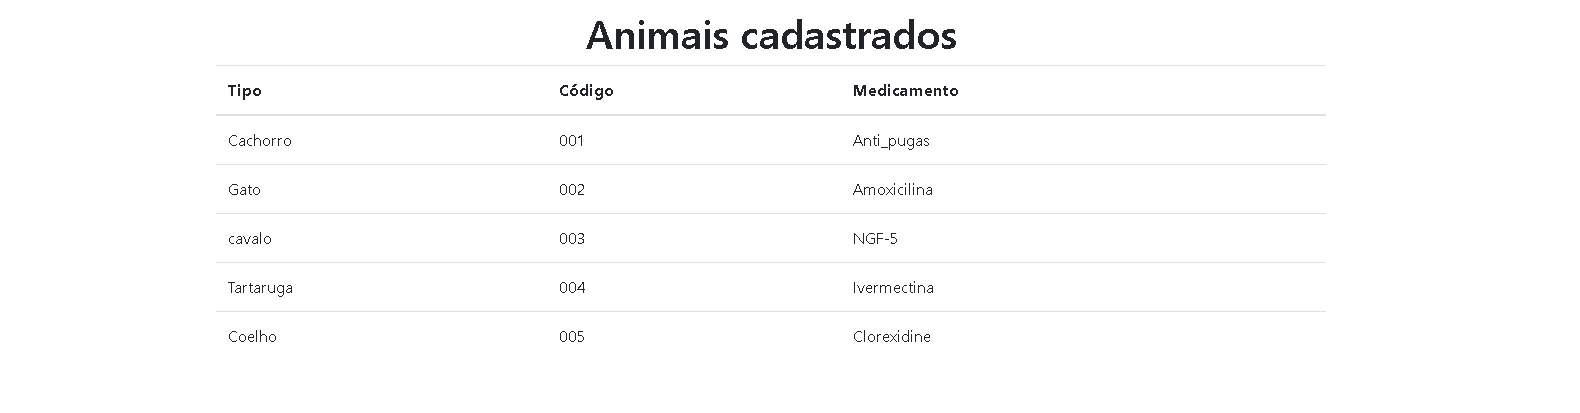 Animais cadastrados
Tipo Código Medicamento
Cachorro 001 Anti_pugas
Gato 002 Amoxicilina
cavalo 003 NGF-5
Tartaruga 004 Ivermectina
Coelho 005 Clorexidine